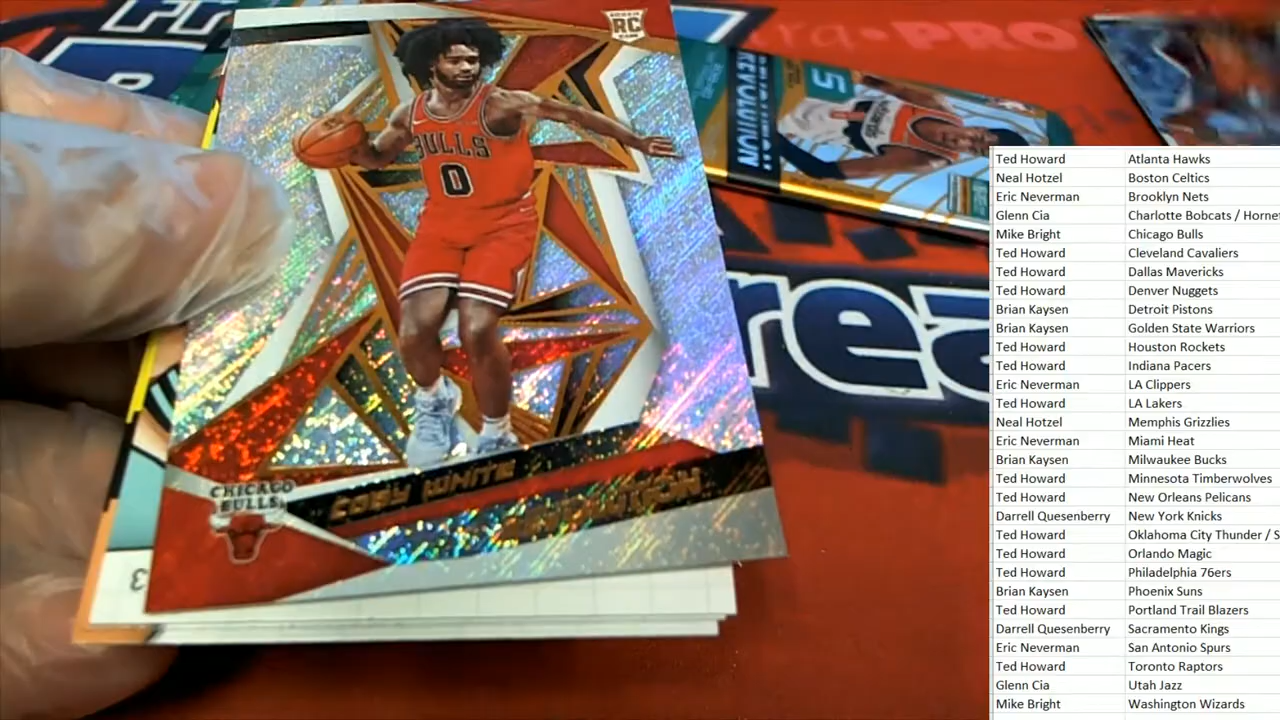 RC
BULLS
0
CHICAGO
BULLS
COBY WHITE
REVOLUTION
REVOLUTION
5
PRO
rea
Ted Howard Atlanta Hawks
Neal Hotzel Boston Celtics
Eric Neverman Brooklyn Nets
Glenn Cia Charlotte Bobcats / Horne
Mike Bright Chicago Bulls
Ted Howard Cleveland Cavaliers
Ted Howard Dallas Mavericks
Ted Howard Denver Nuggets
Brian Kaysen Detroit Pistons
Brian Kaysen Golden State Warriors
Ted Howard Houston Rockets
Ted Howard Indiana Pacers
Eric Neverman LA Clippers
Ted Howard LA Lakers
Neal Hotzel Memphis Grizzlies
Eric Neverman Miami Heat
Brian Kaysen Milwaukee Bucks
Ted Howard Minnesota Timberwolves
Ted Howard New Orleans Pelicans
Darrell Quesenberry New York Knicks
Ted Howard Oklahoma City Thunder / S
Ted Howard Orlando Magic
Ted Howard Philadelphia 76ers
Brian Kaysen Phoenix Suns
Ted Howard Portland Trail Blazers
Darrell Quesenberry Sacramento Kings
Eric Neverman San Antonio Spurs
Ted Howard Toronto Raptors
Glenn Cia Utah Jazz
Mike Bright Washington Wizards